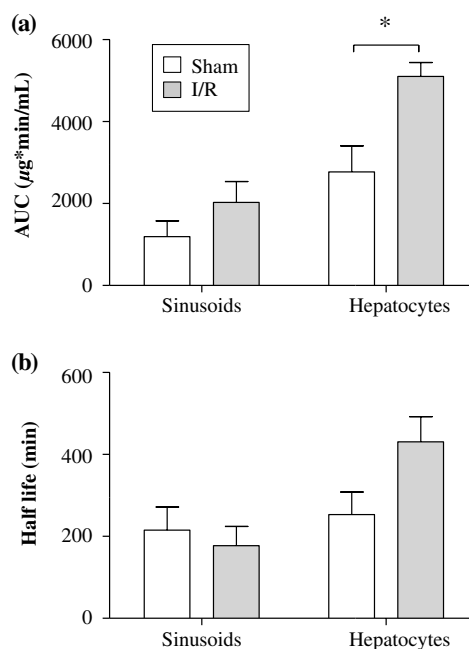 (a)
*
6000
Sham
I/R
4000
2000
0
AUC (µg*min/mL)
Sinusoids Hepatocytes
(b)
600
400
200
0
Half life (min)
Sinusoids Hepatocytes